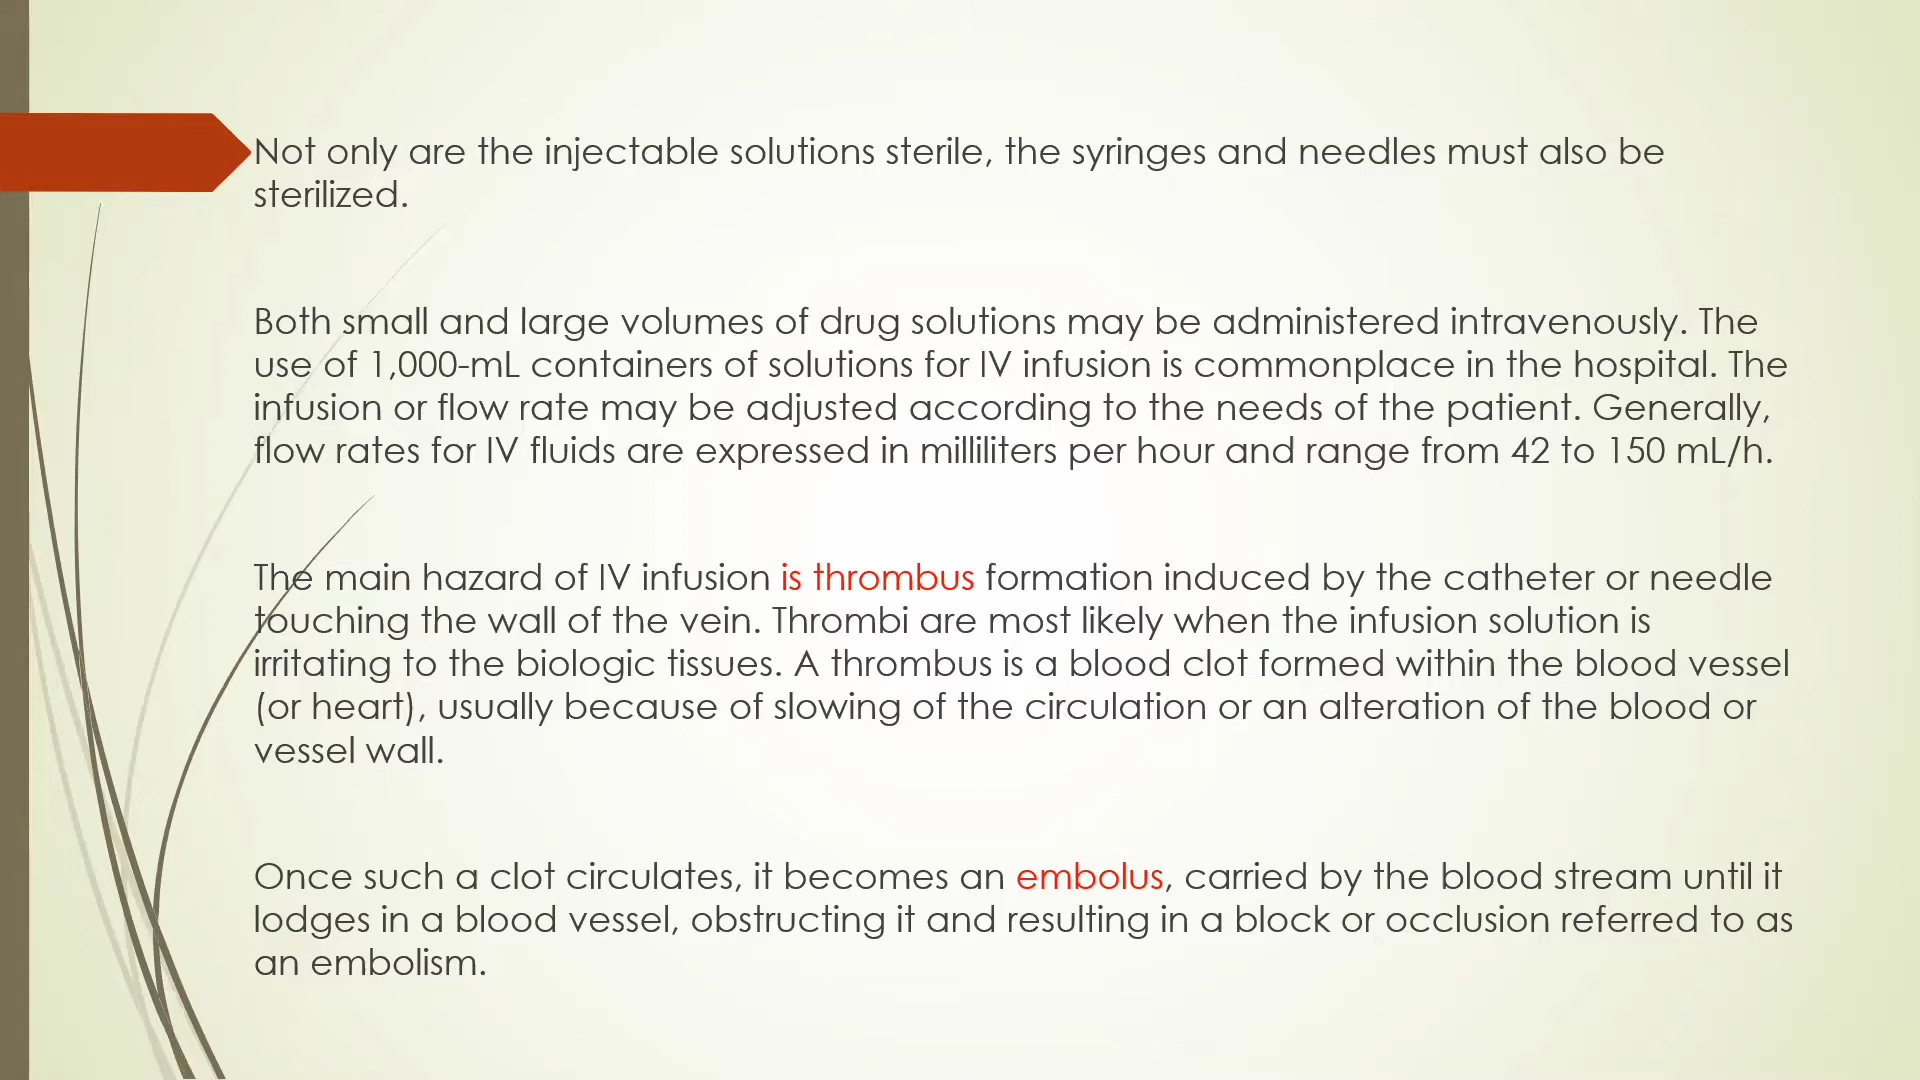 Not only are the injectable solutions sterile, the syringes and needles must also be
sterilized.
Both small and large volumes of drug solutions may be administered intravenously. The
use of 1,000-mL containers of solutions for IV infusion is commonplace in the hospital. The
infusion or flow rate may be adjusted according to the needs of the patient. Generally,
flow rates for IV fluids are expressed in milliliters per hour and range from 42 to 150 mL/h.
The main hazard of IV infusion is thrombus formation induced by the catheter or needle
touching the wall of the vein. Thrombi are most likely when the infusion solution is
irritating to the biologic tissues. A thrombus is a blood clot formed within the blood vessel
(or heart), usually because of slowing of the circulation or an alteration of the blood or
vessel wall.
Once such a clot circulates, it becomes an embolus, carried by the blood stream until it
lodges in a blood vessel, obstructing it and resulting in a block or occlusion referred to as
an embolism.